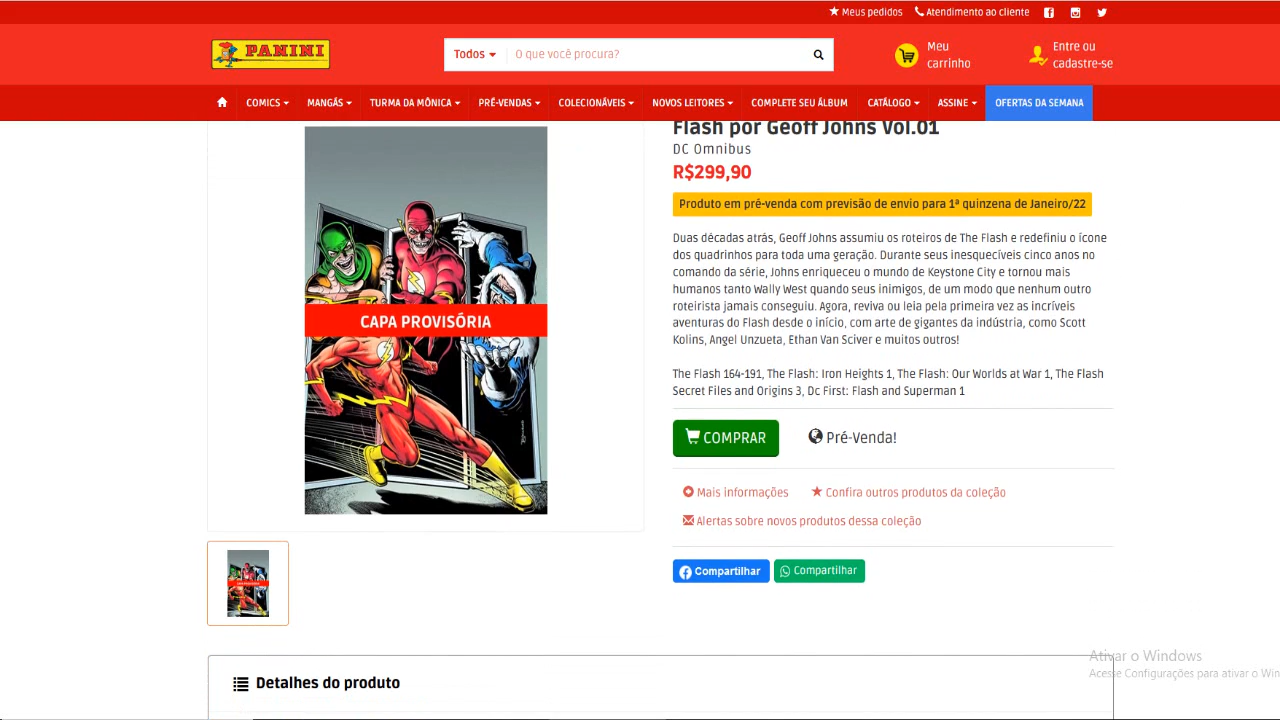 Meus pedidos Atendimento ao cliente
PANINI
Todos O que você procura?
Meu
carrinho
Entre ou
cadastre-se
COMICS MANGÁS TURMA DA MÔNICA PRÉ-VENDAS COLECIONÁVEIS NOVOS LEITORES COMPLETE SEU ÁLBUM CATÁLOGO ASSINE OFERTAS DA SEMANA
CAPA PROVISÓRIA
Flash por Geoff Johns Vol.01
DC Omnibus
R$299,90
Produto em pré-venda com previsão de envio para 1ª quinzena de Janeiro/22
Duas décadas atrás, Geoff Johns assumiu os roteiros de The Flash e redefiniu o ícone
dos quadrinhos para toda uma geração. Durante seus inesquecíveis cinco anos no
comando da série, Johns enriqueceu o mundo de Keystone City e tornou mais
humanos tanto Wally West quando seus inimigos, de um modo que nenhum outro
roteirista jamais conseguiu. Agora, reviva ou leia pela primeira vez as incríveis
aventuras do Flash desde o início, com arte de gigantes da indústria, como Scott
Kolins, Angel Unzueta, Ethan Van Sciver e muitos outros!
The Flash 164-191, The Flash: Iron Heights 1, The Flash: Our Worlds at War 1, The Flash
Secret Files and Origins 3, Dc First: Flash and Superman 1
COMPRAR Pré-Venda!
Mais informações Confira outros produtos da coleção
Alertas sobre novos produtos dessa coleção
Compartilhar Compartilhar
CAPA PROVISÓRIA
Detalhes do produto
Ativar o Windows
Acesse Configurações para ativar o Win